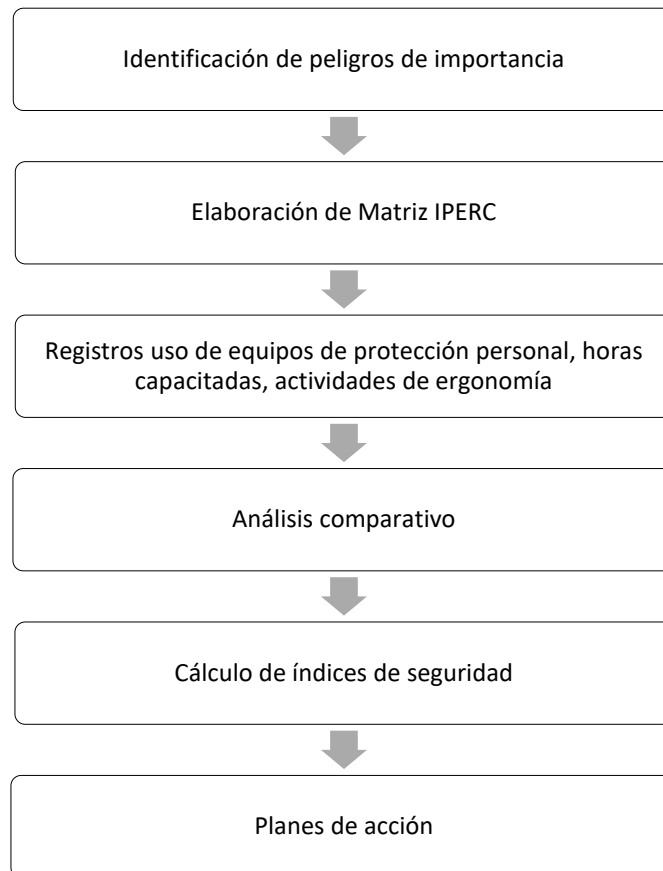 Identificación de peligros de importancia
Elaboración de Matriz IPERC
Registros uso de equipos de protección personal, horas
capacitadas, actividades de ergonomía
Análisis comparativo
Cálculo de índices de seguridad
Planes de acción